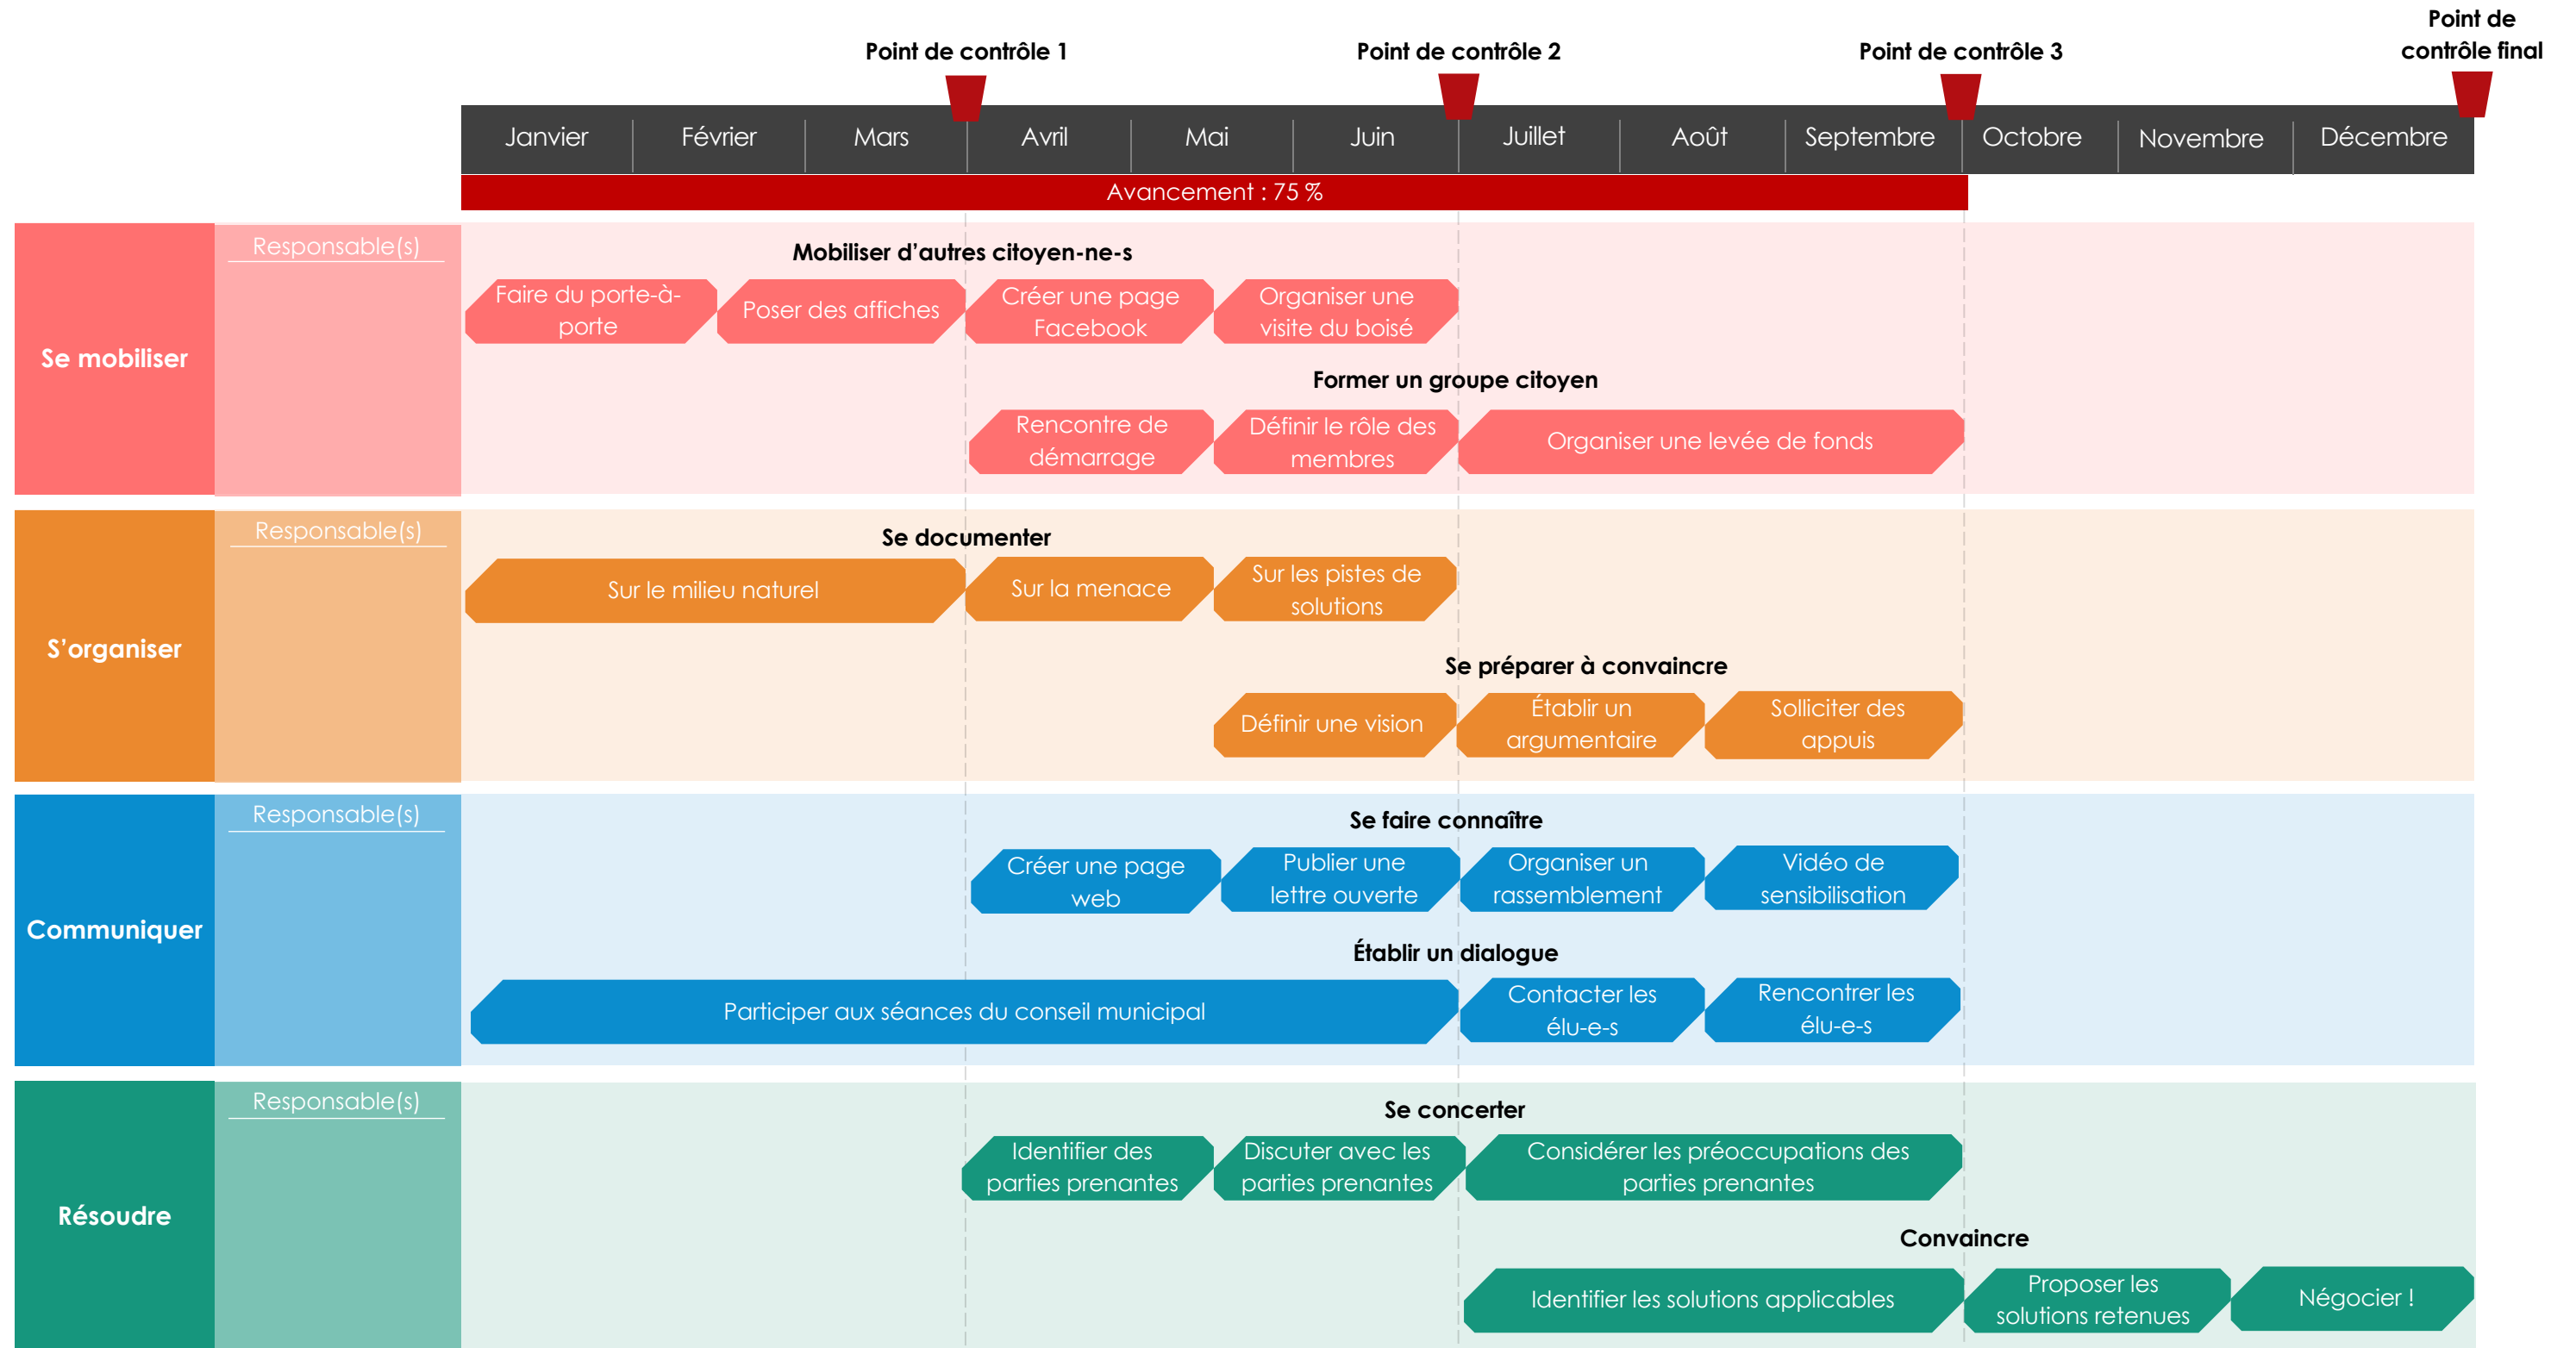 Point de contrôle 1
Point de contrôle 2
Point de contrôle 3
Point de
contrôle final
Janvier
Février
Mars
Avril
Mai
Juin
Juillet
Août
Septembre
Octobre
Novembre
Décembre
Avancement : 75 %
Se mobiliser
Responsable(s)
Mobiliser d’autres citoyen-ne-s
Faire du porte-à-
porte
Poser des affiches
Créer une page
Facebook
Organiser une
visite du boisé
Former un groupe citoyen
Rencontre de
démarrage
Définir le rôle des
membres
Organiser une levée de fonds
S’organiser
Responsable(s)
Se documenter
Sur le milieu naturel
Sur la menace
Sur les pistes de
solutions
Se préparer à convaincre
Définir une vision
Établir un
argumentaire
Solliciter des
appuis
Communiquer
Responsable(s)
Se faire connaître
Créer une page
web
Publier une
lettre ouverte
Organiser un
rassemblement
Vidéo de
sensibilisation
Établir un dialogue
Participer aux séances du conseil municipal
Contacter les
élu-e-s
Rencontrer les
élu-e-s
Résoudre
Responsable(s)
Se concerter
Identifier des
parties prenantes
Discuter avec les
parties prenantes
Considérer les préoccupations des
parties prenantes
Convaincre
Identifier les solutions applicables
Proposer les
solutions retenues
Négocier !